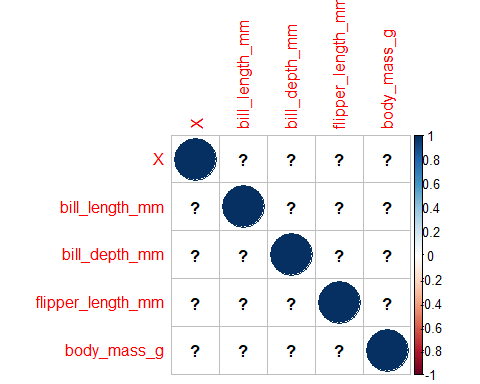 X
bill_length_mm
bill_depth_mm
flipper_length_mm
body_mass_g
X ? ? ? ?
bill_length_mm ? ? ? ?
bill_depth_mm ? ? ? ?
flipper_length_mm ? ? ? ?
body_mass_g ? ? ? ?
1
0.8
0.6
0.4
0.2
0
-0.2
-0.4
-0.6
-0.8
-1